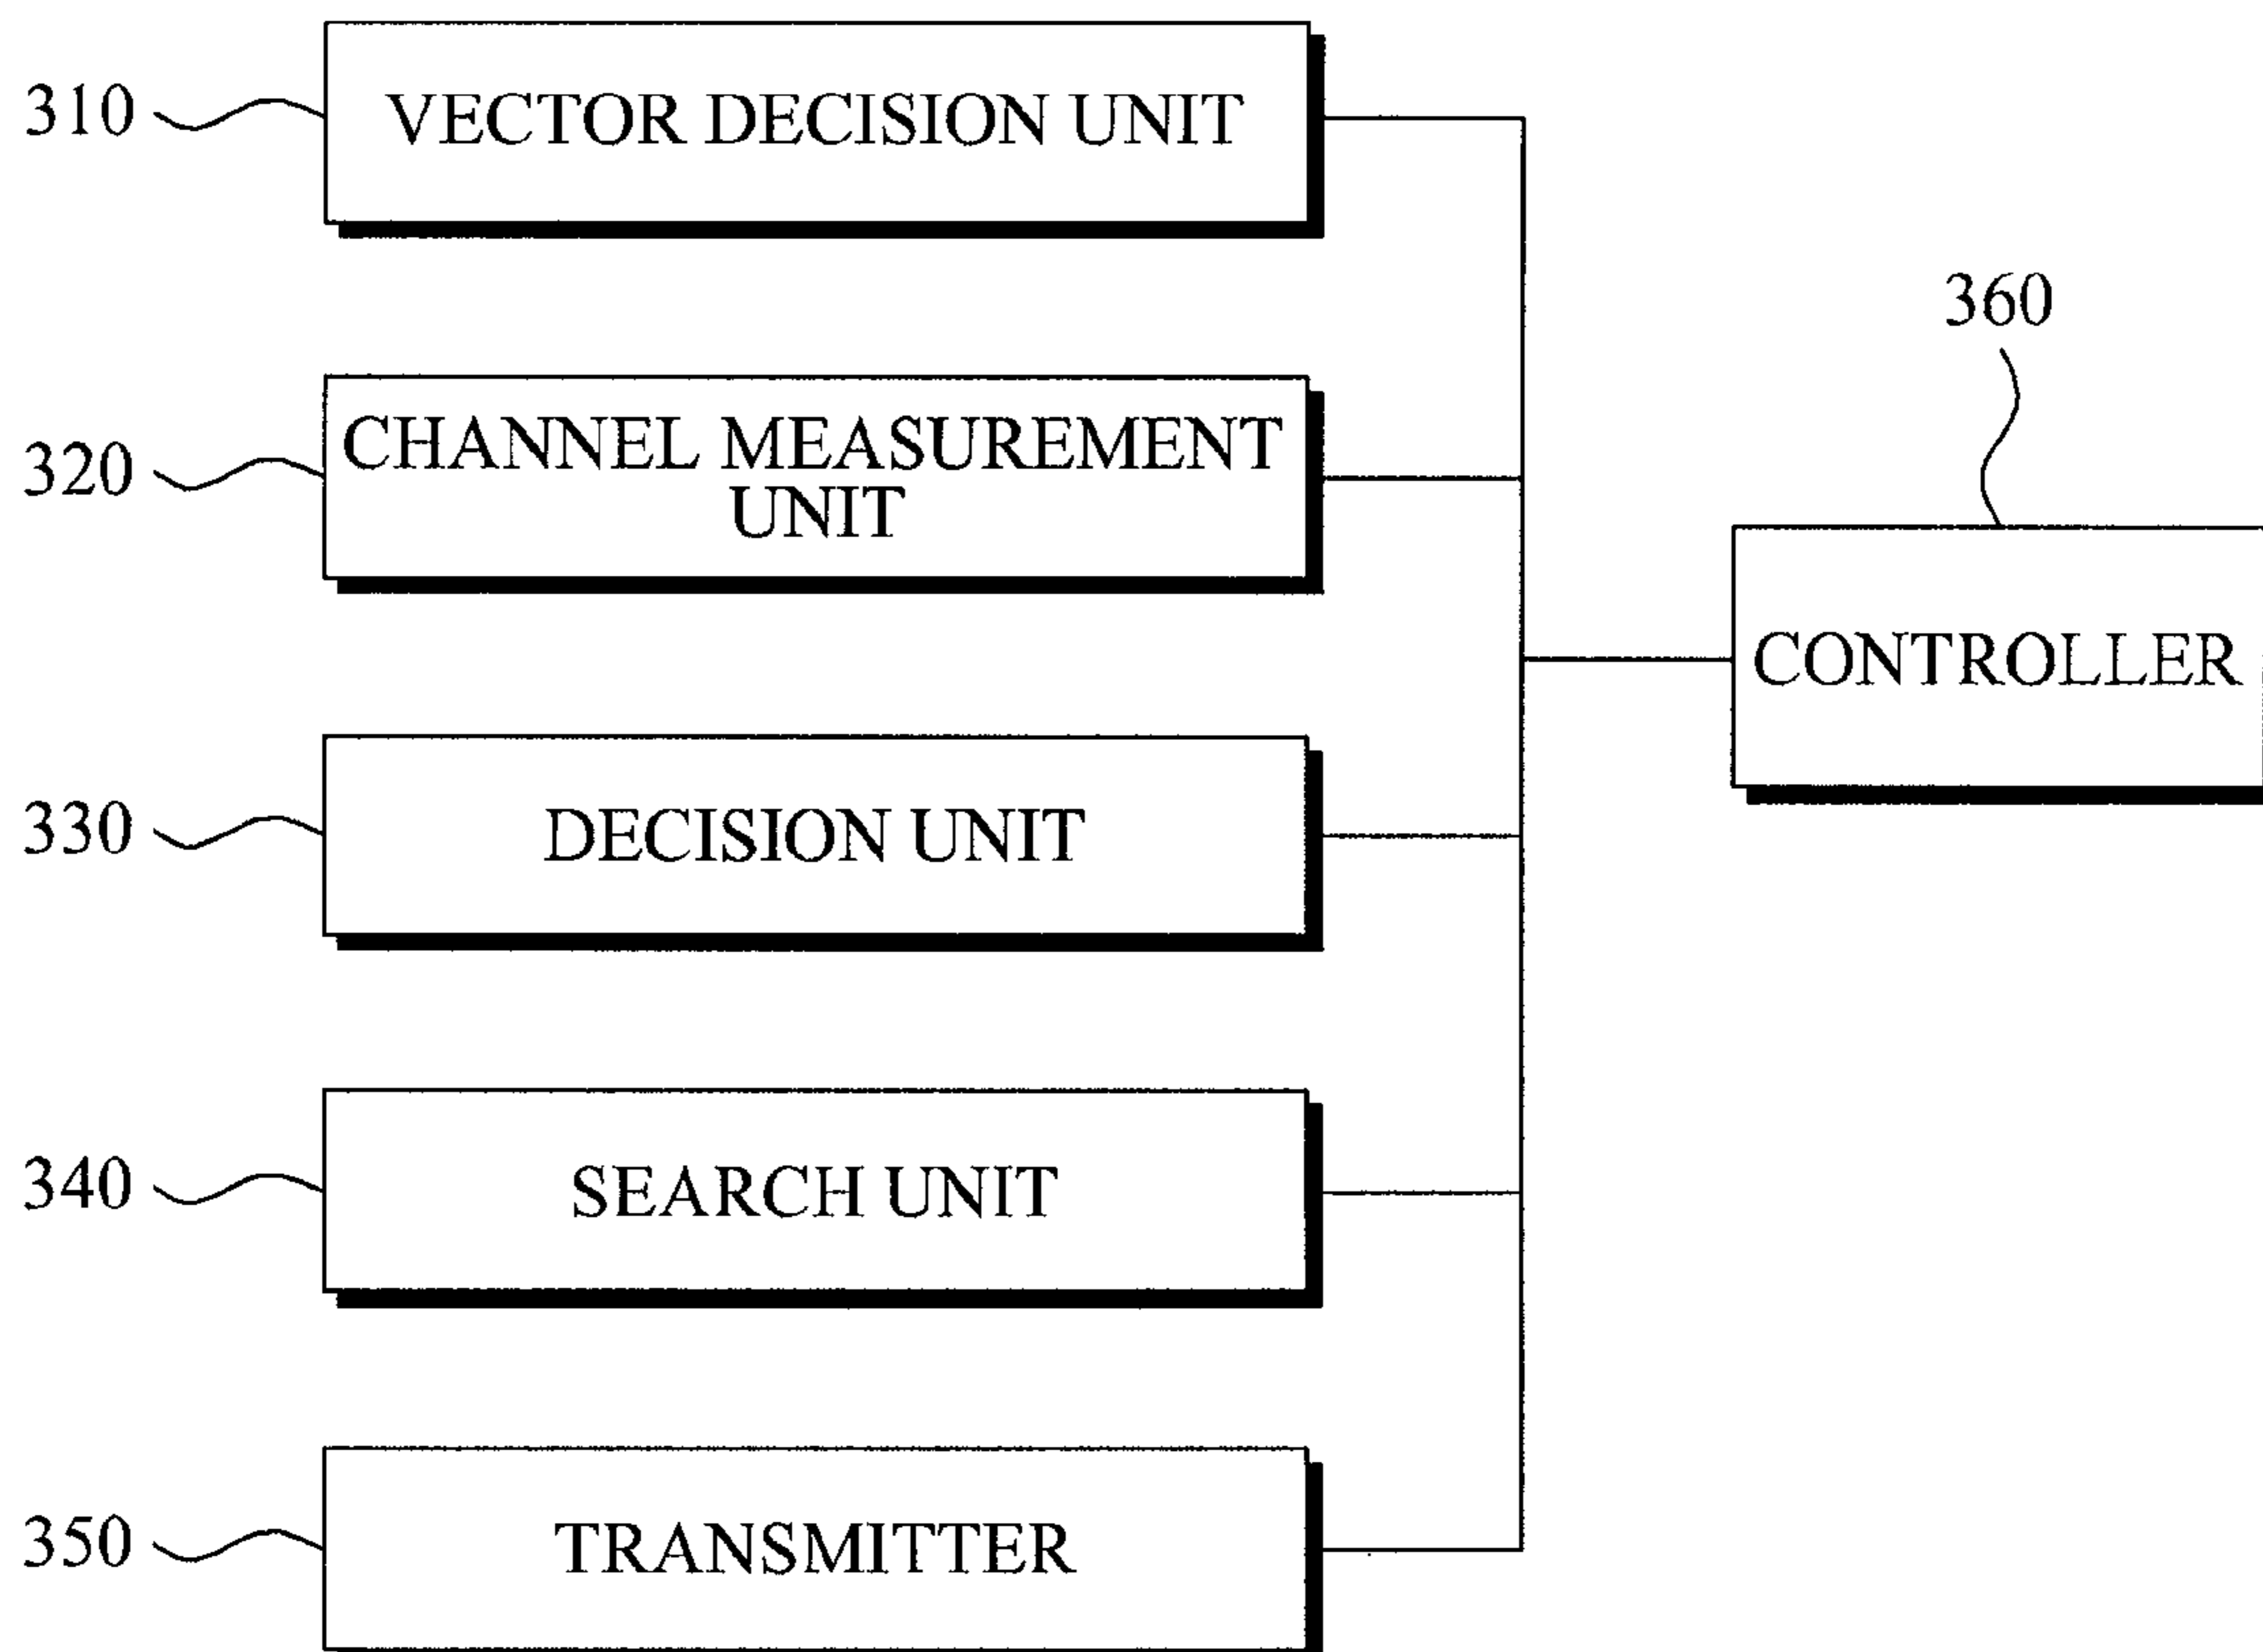 310
VECTOR DECISION UNIT
360
320
CHANNEL MEASUREMENT
UNIT
CONTROLLER
330
DECISION UNIT
340
SEARCH UNIT
350
TRANSMITTER